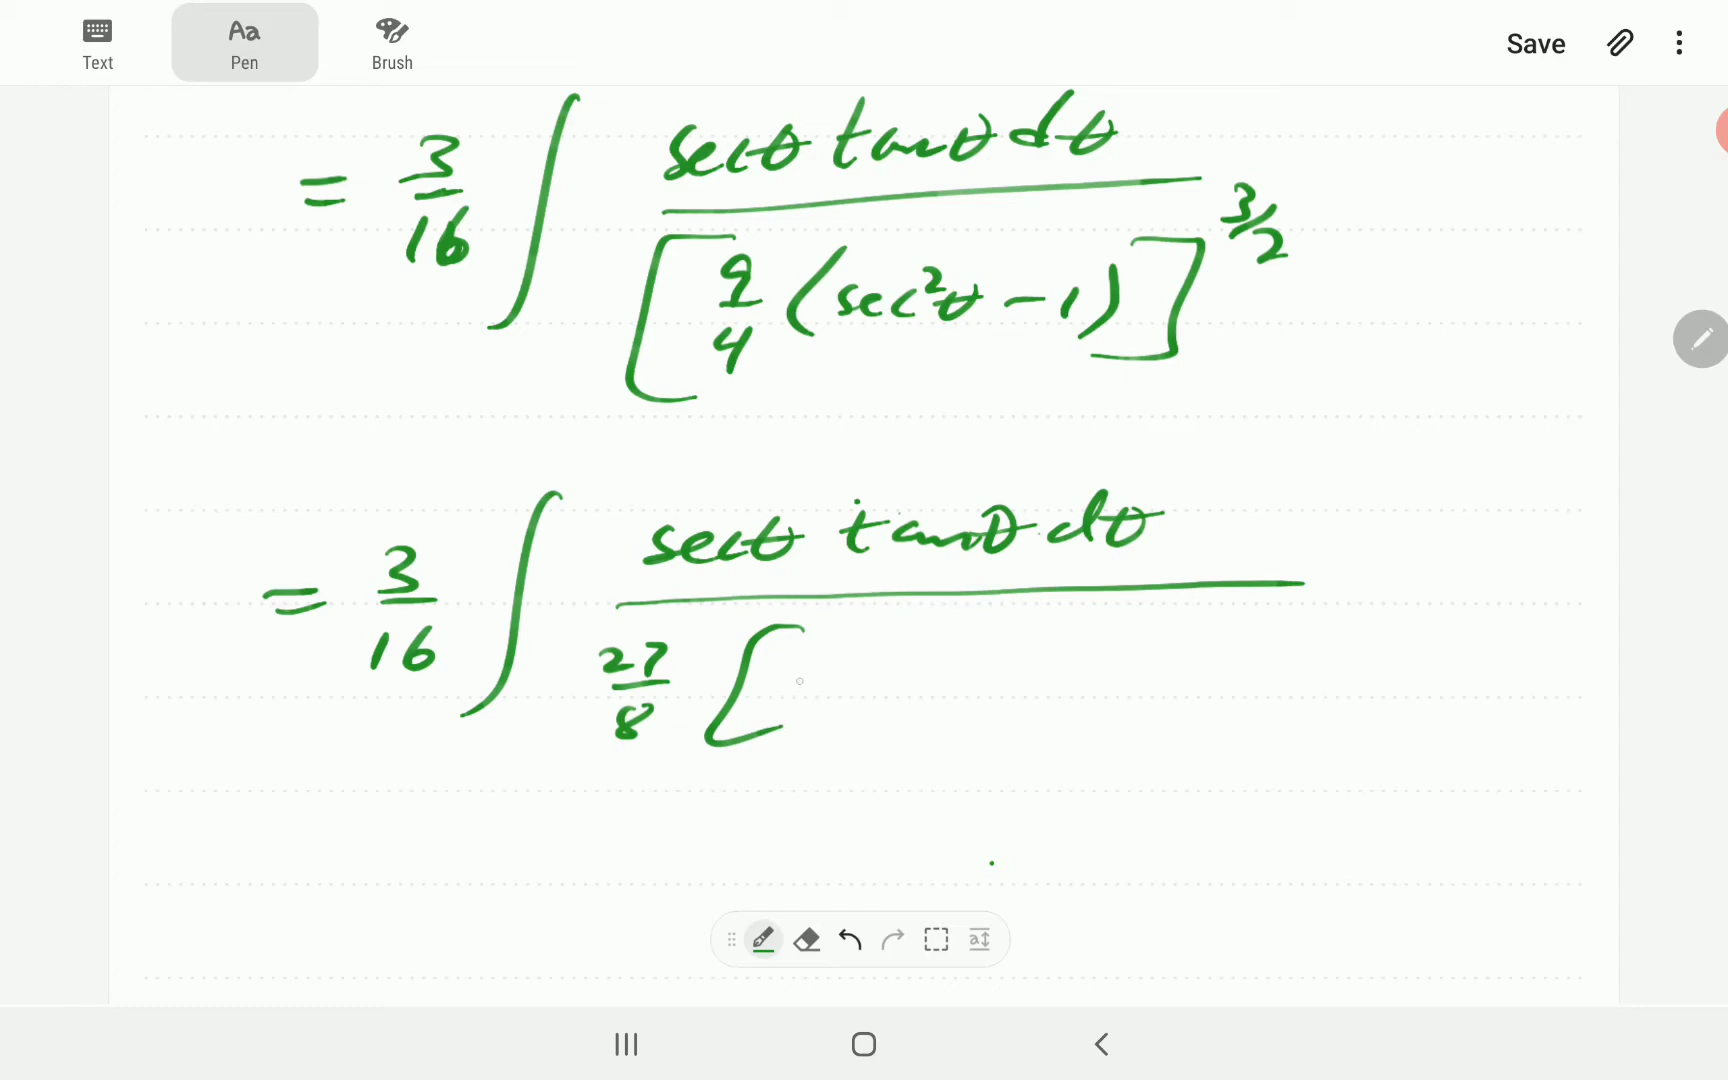 Text Pen Brush Save
= 3/16 ∫ secθ tanθ dθ / [9/4 (sec²θ − 1)]^3/2
= 3/16 ∫ secθ tanθ dθ / 27/8 [